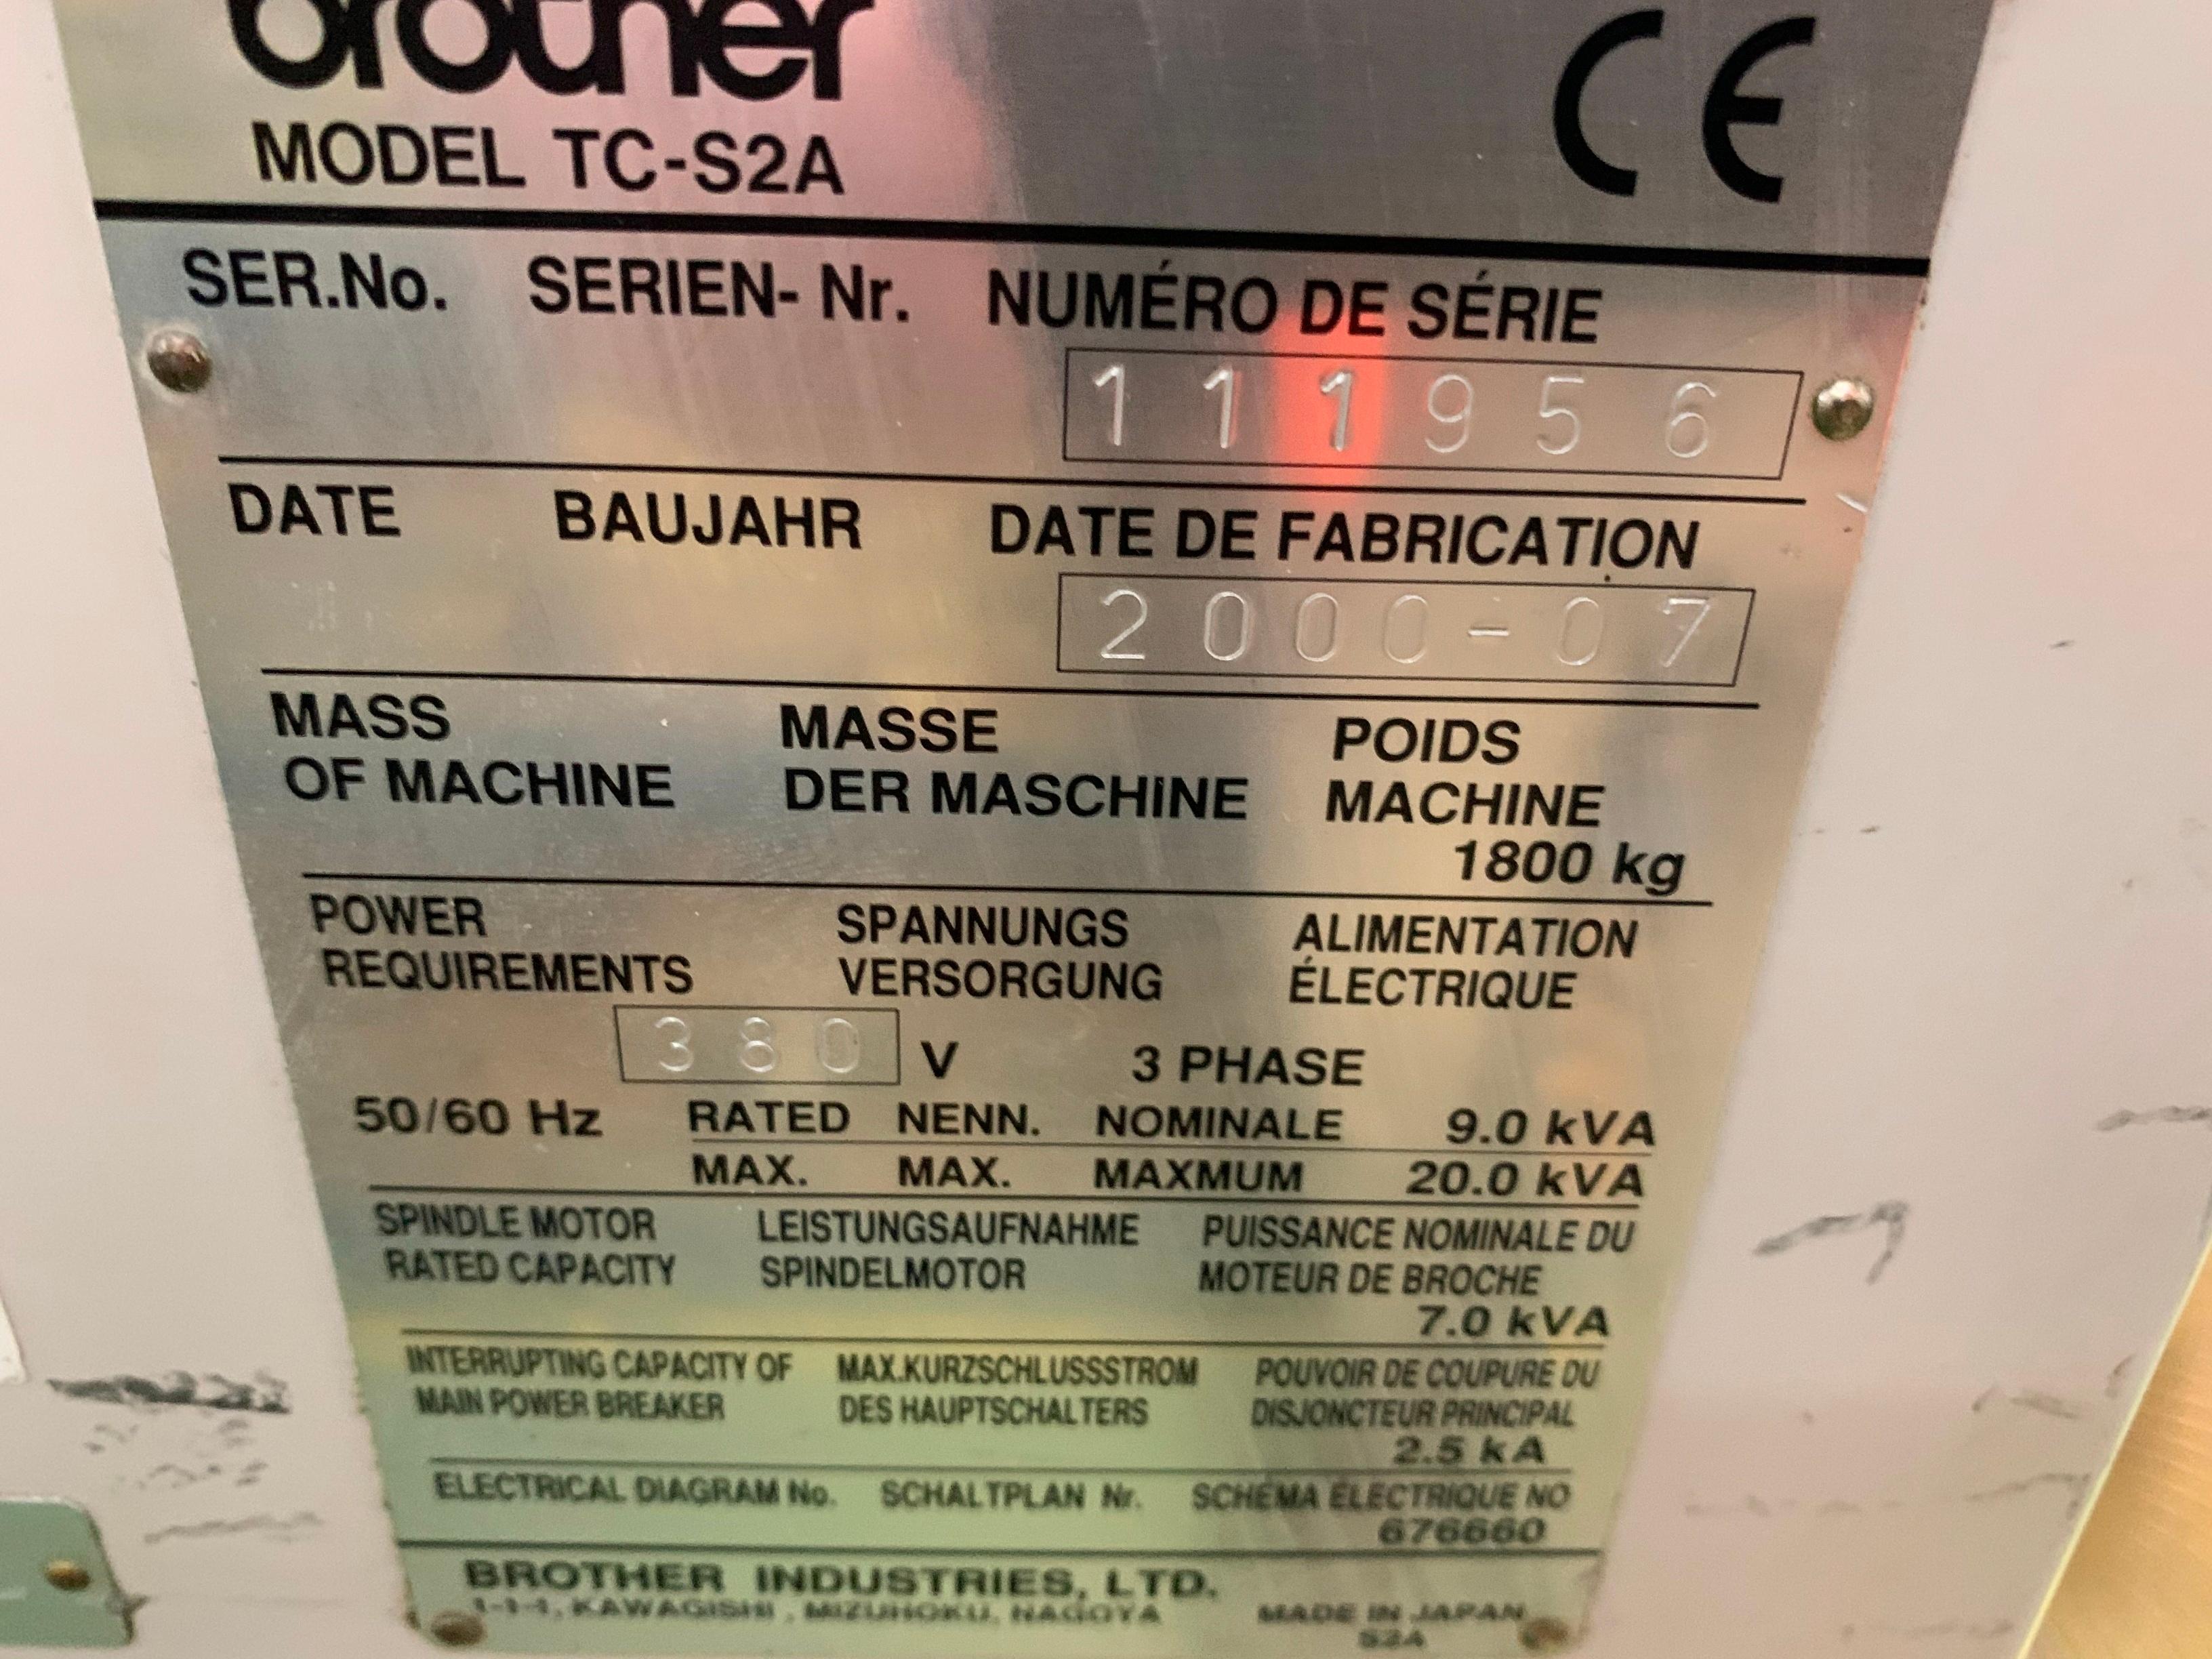 brother
CE
MODEL TC-S2A
SER.No. SERIEN- Nr. NUMÉRO DE SÉRIE
111956
DATE BAUJAHR DATE DE FABRICATION
2000-07
MASS MASSE POIDS
OF MACHINE DER MASCHINE MACHINE
1800 kg
POWER SPANNUNGS ALIMENTATION
REQUIREMENTS VERSORGUNG ÉLECTRIQUE
380 V 3 PHASE
50/60 Hz RATED NENN. NOMINALE 9.0 kVA
MAX. MAX. MAXMUM 20.0 kVA
SPINDLE MOTOR LEISTUNGSAUFNAHME PUISSANCE NOMINALE DU
RATED CAPACITY SPINDELMOTOR MOTEUR DE BROCHE
7.0 kVA
INTERRUPTING CAPACITY OF MAX.KURZSCHLUSSSTROM POUVOIR DE COUPURE DU
MAIN POWER BREAKER DES HAUPTSCHALTERS DISJONCTEUR PRINCIPAL
2.5 kA
ELECTRICAL DIAGRAM No. SCHALTPLAN Nr. SCHÉMA ÉLECTRIQUE NO
676660
BROTHER INDUSTRIES, LTD.
1-1-1, KAWAGISHI, MIZUHOKU, NAGOYA MADE IN JAPAN
S2A